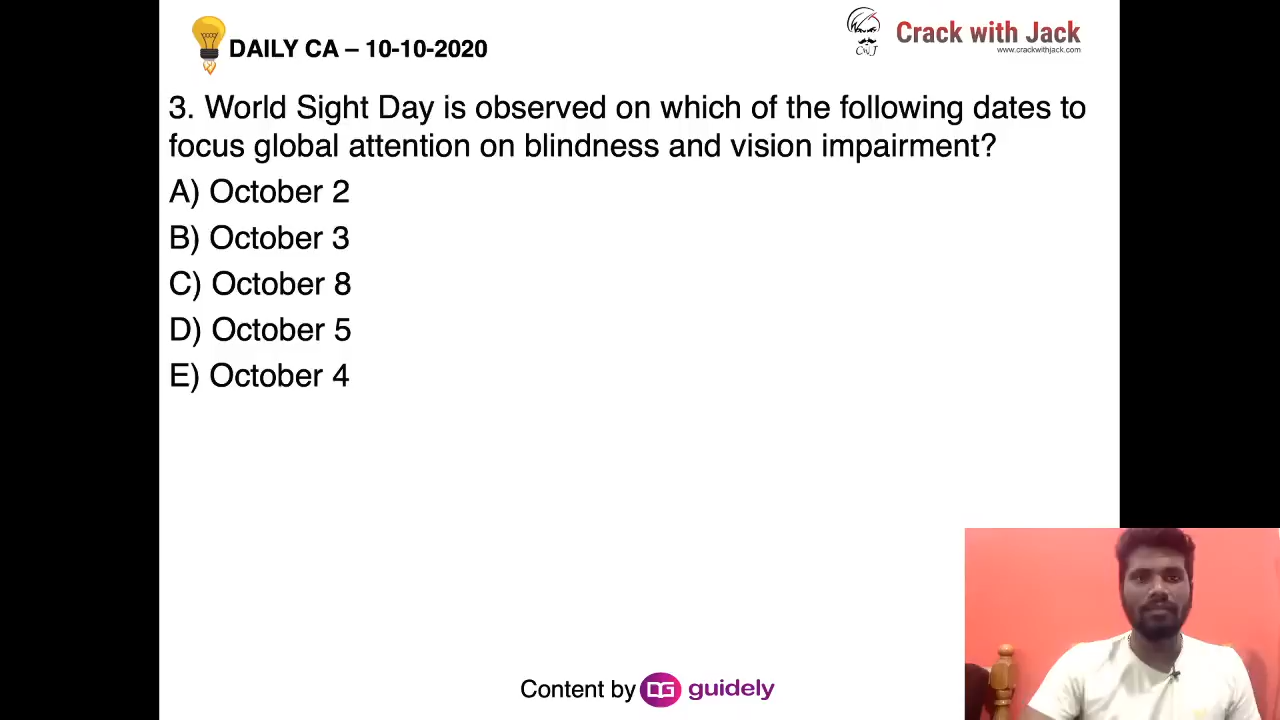 DAILY CA – 10-10-2020
CWJ
Crack with Jack
www.crackwithjack.com
3. World Sight Day is observed on which of the following dates to
focus global attention on blindness and vision impairment?
A) October 2
B) October 3
C) October 8
D) October 5
E) October 4
Content by DG guidely